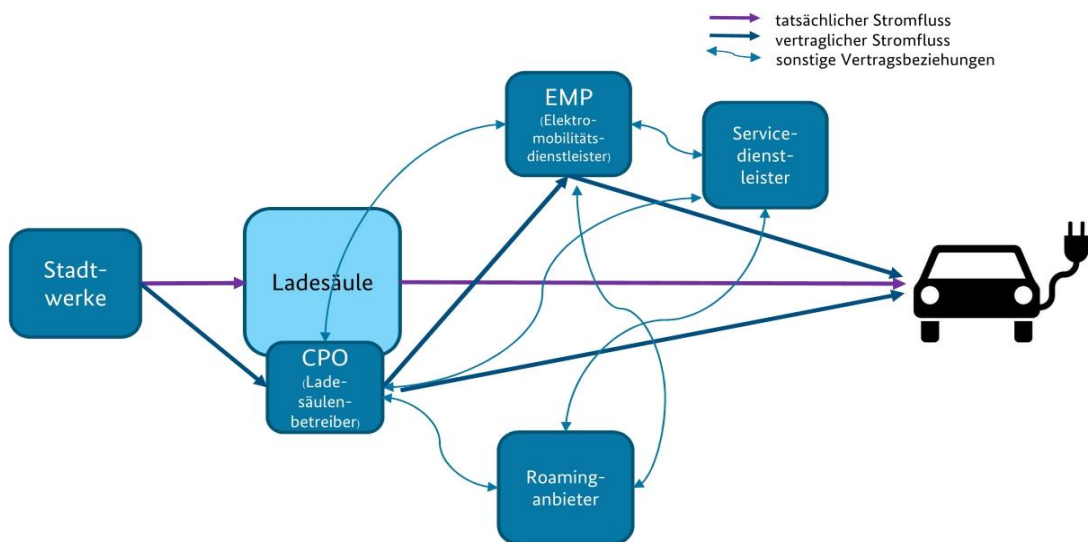 tatsächlicher Stromfluss
vertraglicher Stromfluss
sonstige Vertragsbeziehungen
EMP
(Elektro-
mobilitäts-
dienstleister)
Service-
dienst-
leister
Stadt-
werke
Ladesäule
CPO
(Lade-
säulen-
betreiber)
Roaming-
anbieter